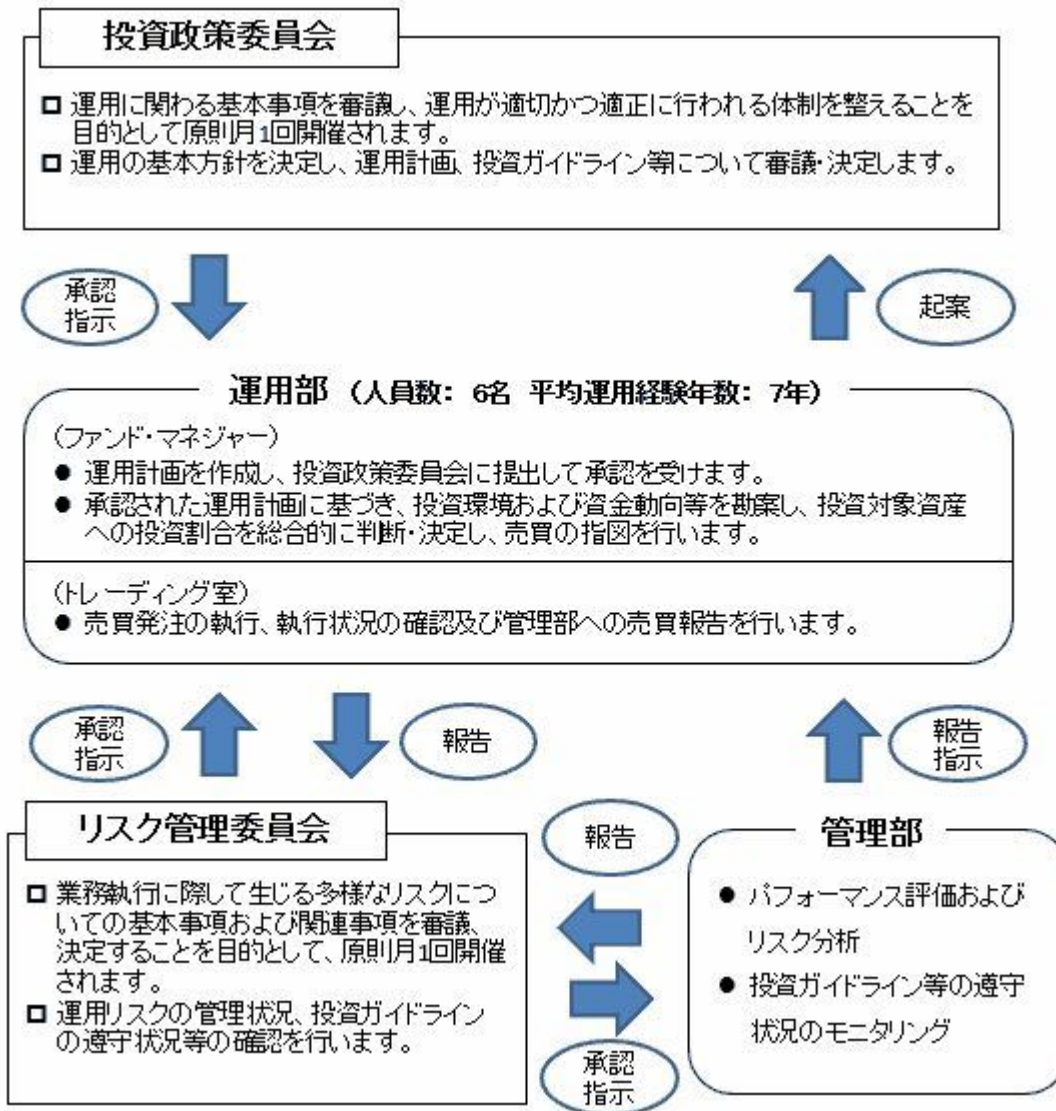 投資政策委員会
運用に関わる基本事項を審議し、運用が適切かつ適正に行われる体制を整えることを
目的として原則月1回開催されます。
運用の基本方針を決定し、運用計画、投資ガイドライン等について審議・決定します。
承認
指示
起案
運用部 (人員数: 6名 平均運用経験年数: 7年)
(ファンド・マネジャー)
● 運用計画を作成し、投資政策委員会に提出して承認を受けます。
● 承認された運用計画に基づき、投資環境および資金動向等を勘案し、投資対象資産
への投資割合を総合的に判断・決定し、売買の指図を行います。
(トレーディング室)
● 売買発注の執行、執行状況の確認及び管理部への売買報告を行います。
承認
指示
報告
報告
指示
リスク管理委員会
業務執行に際して生じる多様なリスクにつ
いての基本事項および関連事項を審議、
決定することを目的として、原則月1回開催
されます。
運用リスクの管理状況、投資ガイドライン
の遵守状況等の確認を行います。
報告
承認
指示
管理部
● パフォーマンス評価および
リスク分析
● 投資ガイドライン等の遵守
状況のモニタリング